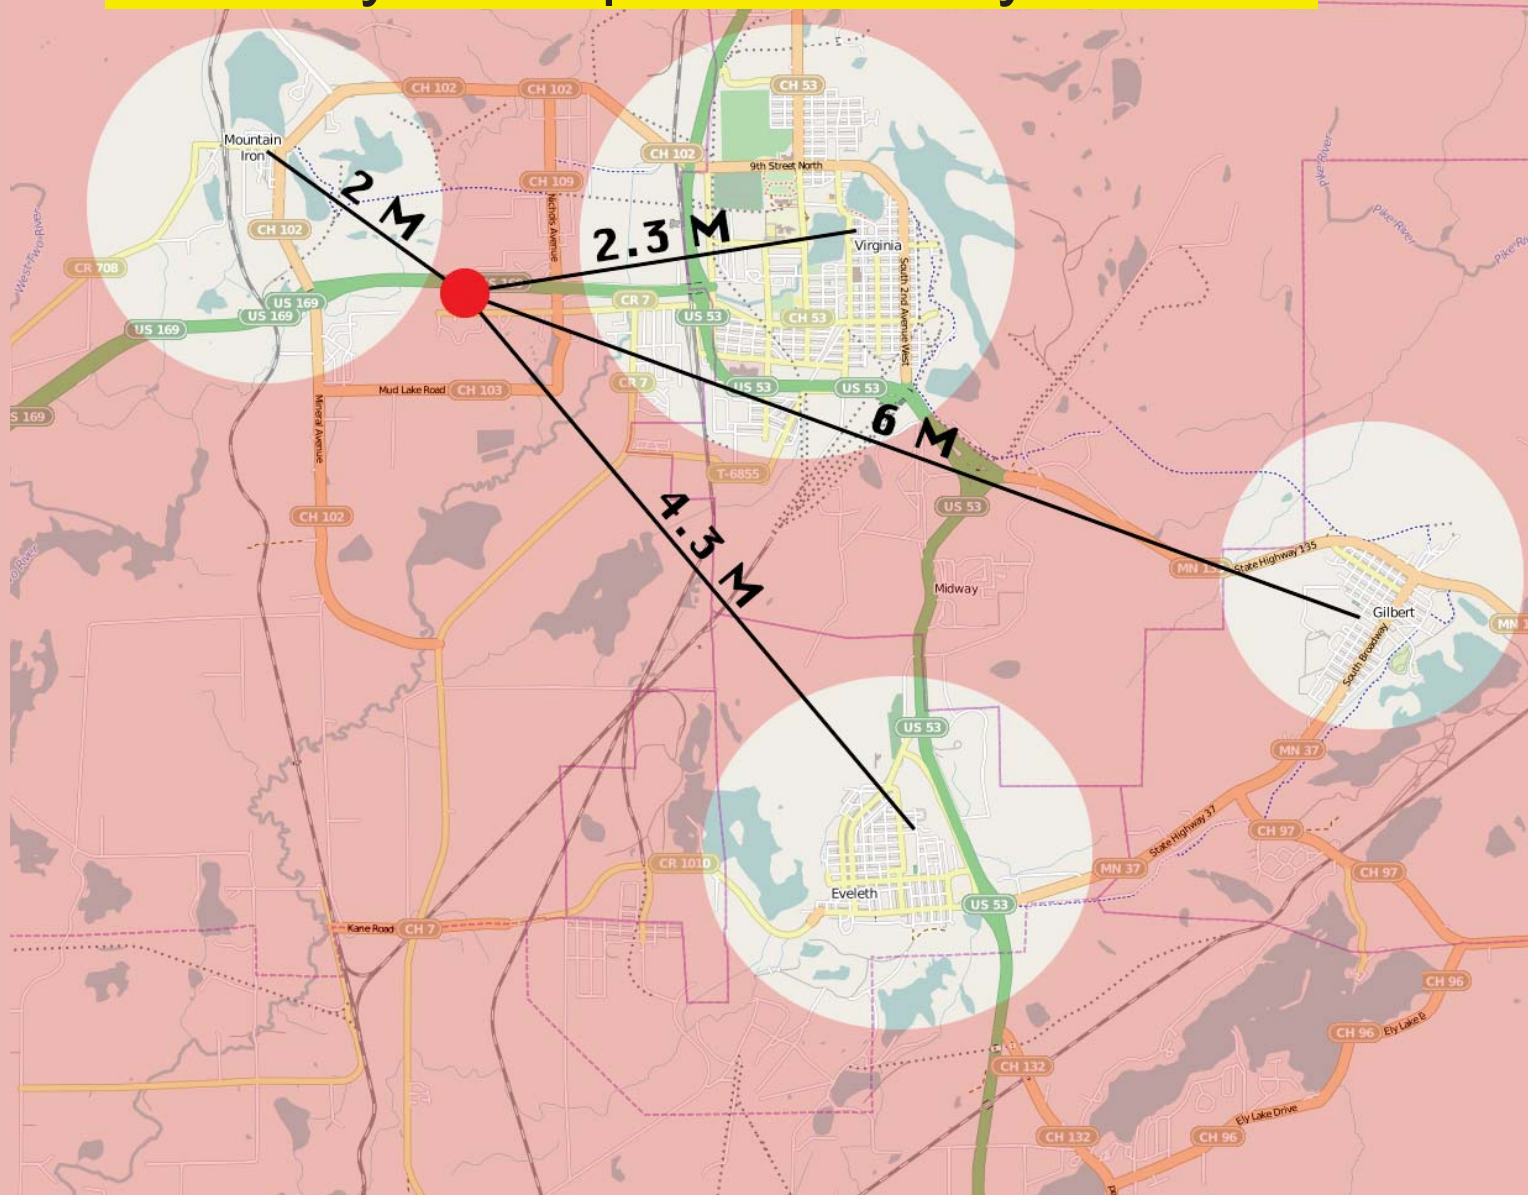 CH 53
CH 102
CH 102
Mountain
Iron
CH 102
9th Street North
Pike River
CH 109
2 M
Nichols Avenue
West Two River
CH 102
2.3 M
Virginia
Pike River
CR 708
US 169
US 169
US 169
CR 7
US 53
CH 53
South 2nd Avenue West
US 169
Mud Lake Road
CH 103
CR 7
US 53
US 53
S 169
Mineral Avenue
6 M
T-6855
US 53
CH 102
4.3 M
State Highway 135
Midway
Gilbert
South Broadway
US 53
MN 37
State Highway 37
CH 97
CR 1010
MN 37
CH 97
Eveleth
US 53
Kane Road
CH 7
CH 96
CH 96
CH 132
Ely Lake Drive
CH 132
CH 96